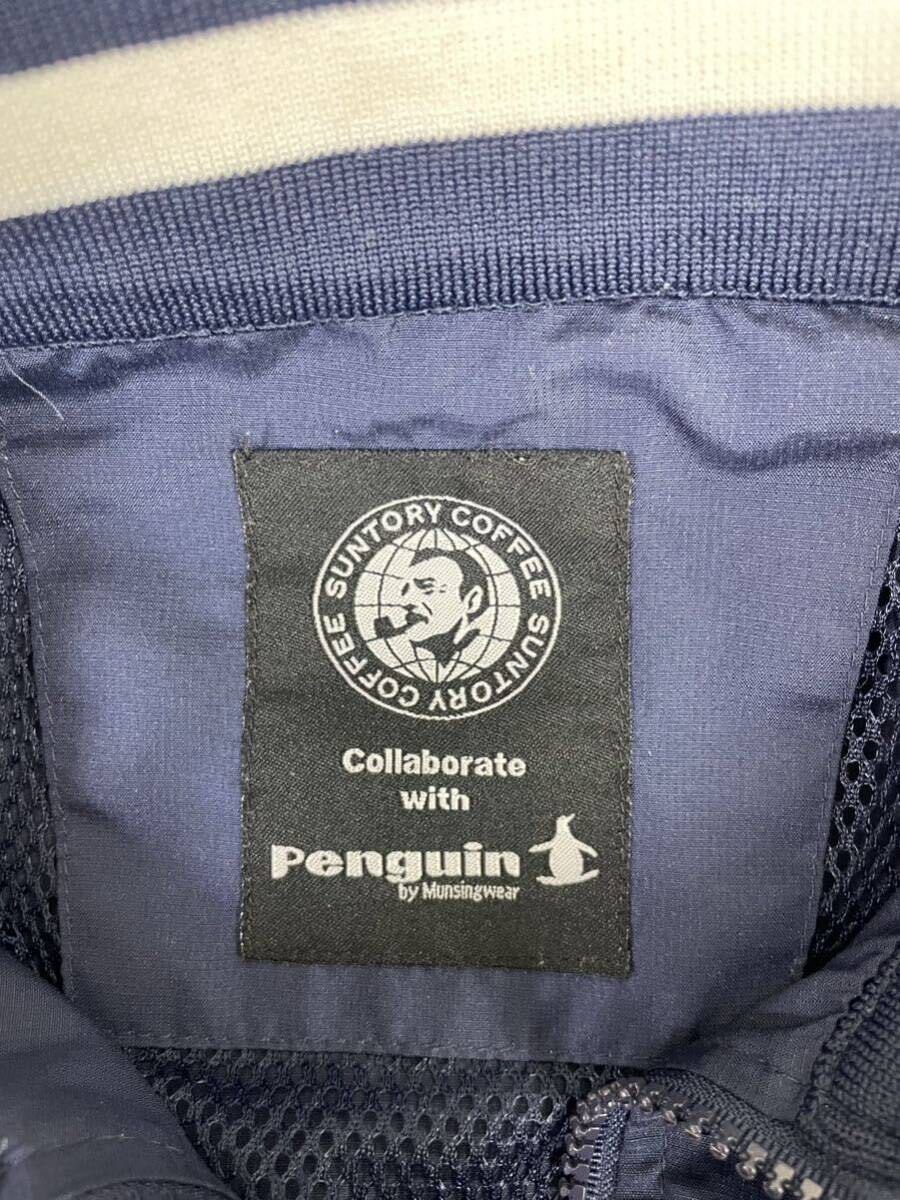 SUNTORY COFFEE SUNTORY COFFEE
Collaborate
with
Penguin
by Munsingwear